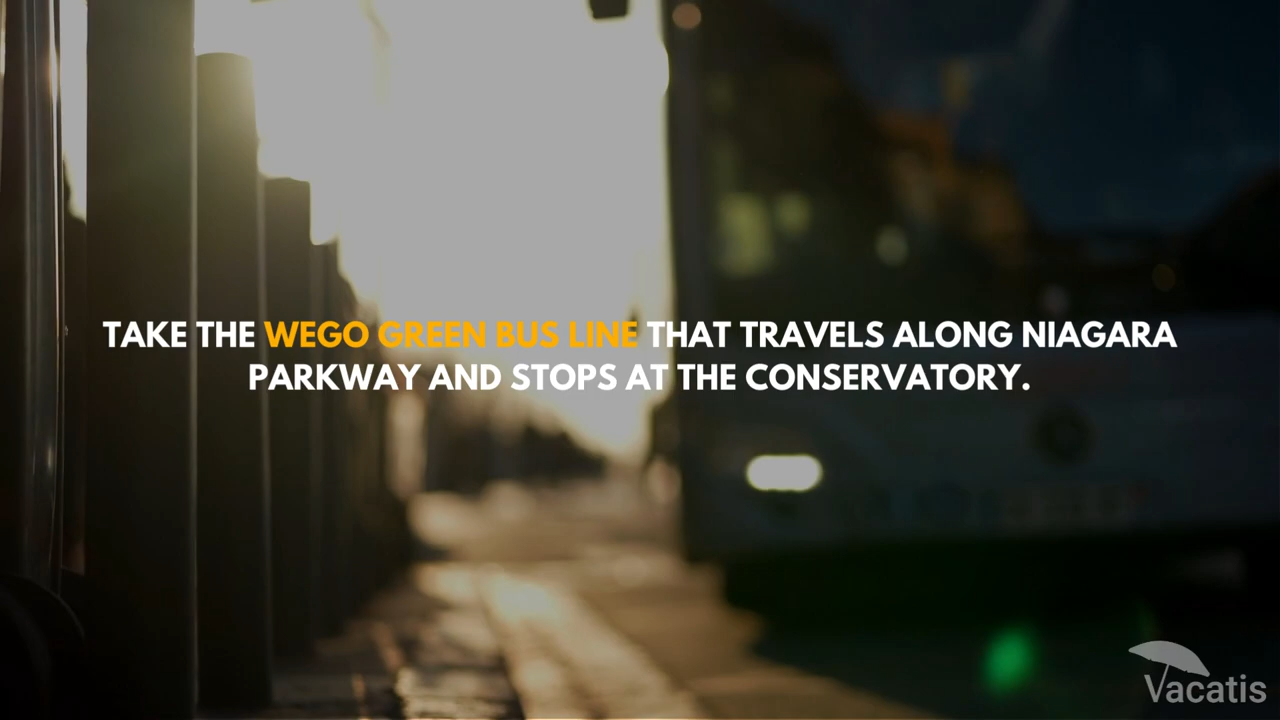 TAKE THE WEGO GREEN BUS LINE THAT TRAVELS ALONG NIAGARA
PARKWAY AND STOPS AT THE CONSERVATORY.
Vacatis